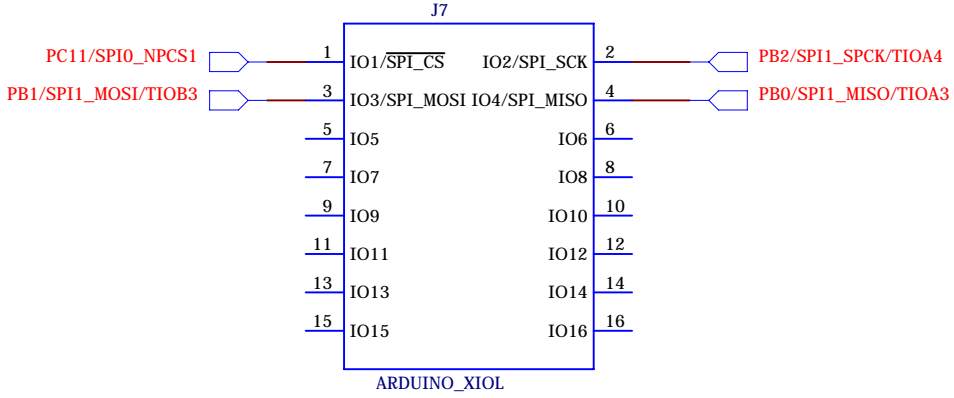 J7
PC11/SPI0_NPCS1 1 IO1/SPI_CS IO2/SPI_SCK 2 PB2/SPI1_SPCK/TIOA4
PB1/SPI1_MOSI/TIOB3 3 IO3/SPI_MOSI IO4/SPI_MISO 4 PB0/SPI1_MISO/TIOA3
5 IO5 IO6 6
7 IO7 IO8 8
9 IO9 IO10 10
11 IO11 IO12 12
13 IO13 IO14 14
15 IO15 IO16 16
ARDUINO_XIOL